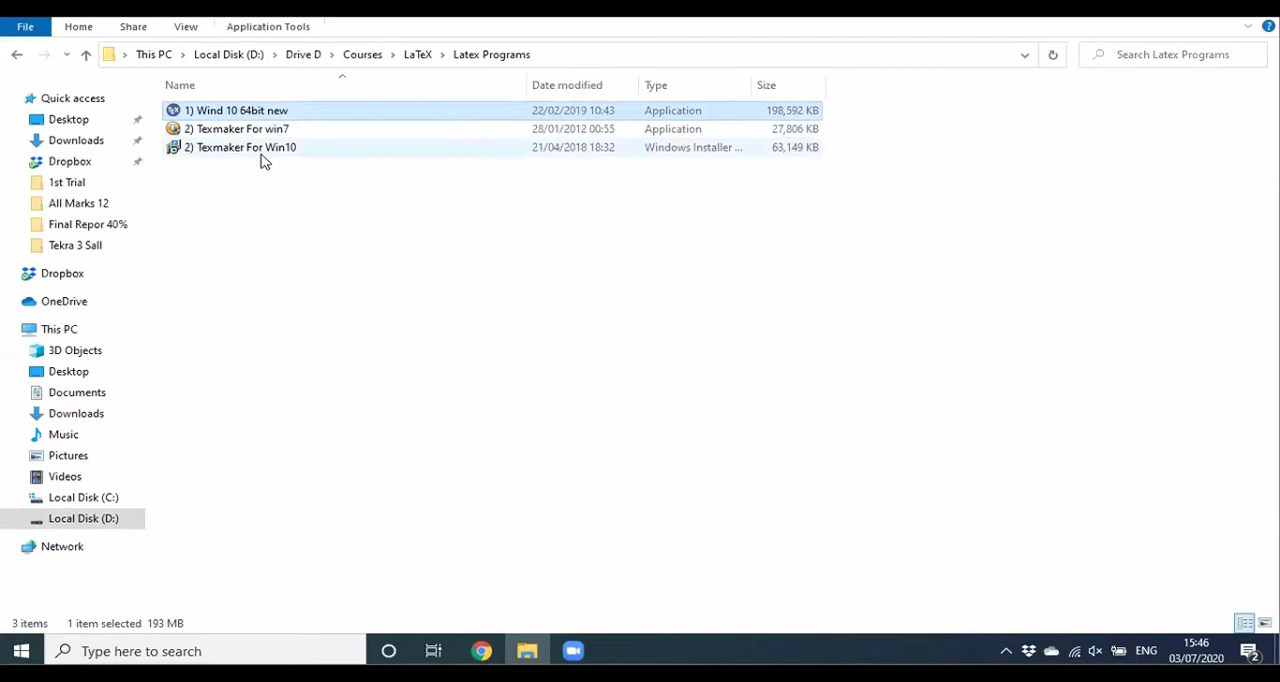 File Home Share View Application Tools
This PC Local Disk (D:) Drive D Courses LaTeX Latex Programs Search Latex Programs
Name Date modified Type Size
Quick access
Desktop
Downloads
Dropbox
1st Trial
All Marks 12
Final Repor 40%
Tekra 3 Sall
Dropbox
OneDrive
This PC
3D Objects
Desktop
Documents
Downloads
Music
Pictures
Videos
Local Disk (C:)
Local Disk (D:)
Network
1) Wind 10 64bit new 22/02/2019 10:43 Application 198,592 KB
2) Texmaker For win7 28/01/2012 00:55 Application 27,806 KB
2) Texmaker For Win10 21/04/2018 18:32 Windows Installer ... 63,149 KB
3 items 1 item selected 193 MB
Type here to search
ENG
15:46
03/07/2020
2